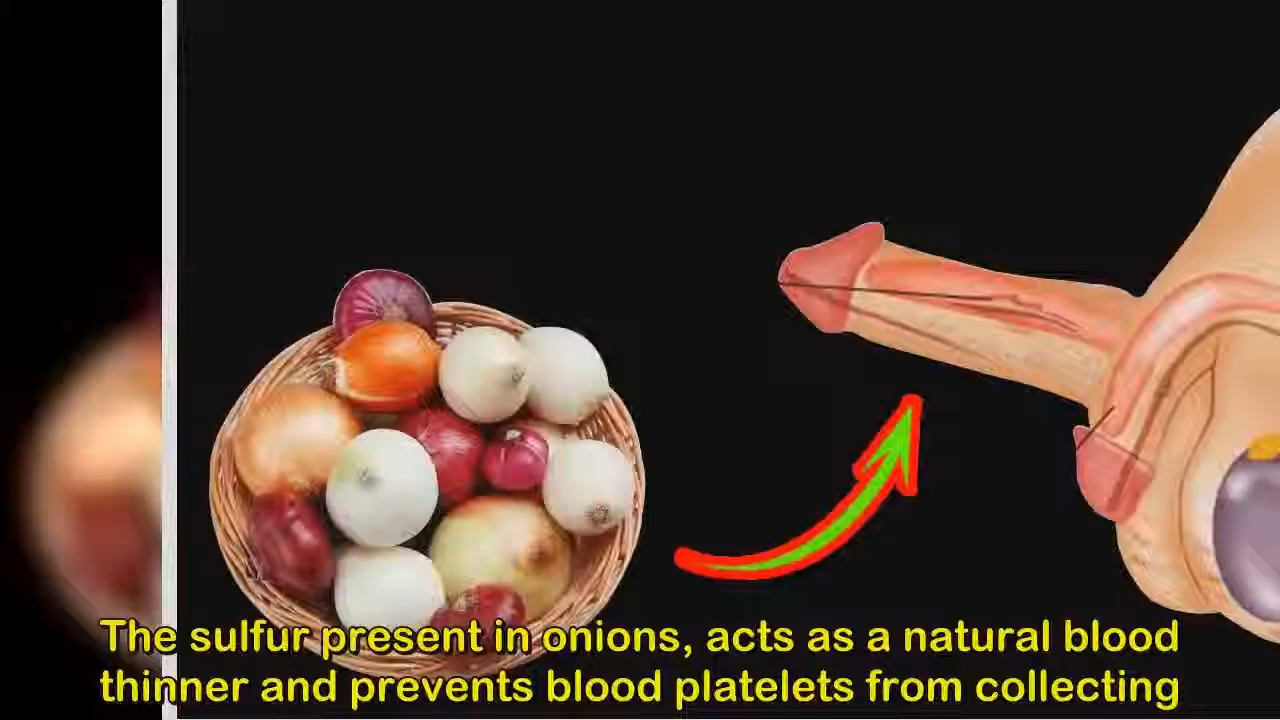 The sulfur present in onions, acts as a natural blood
thinner and prevents blood platelets from collecting